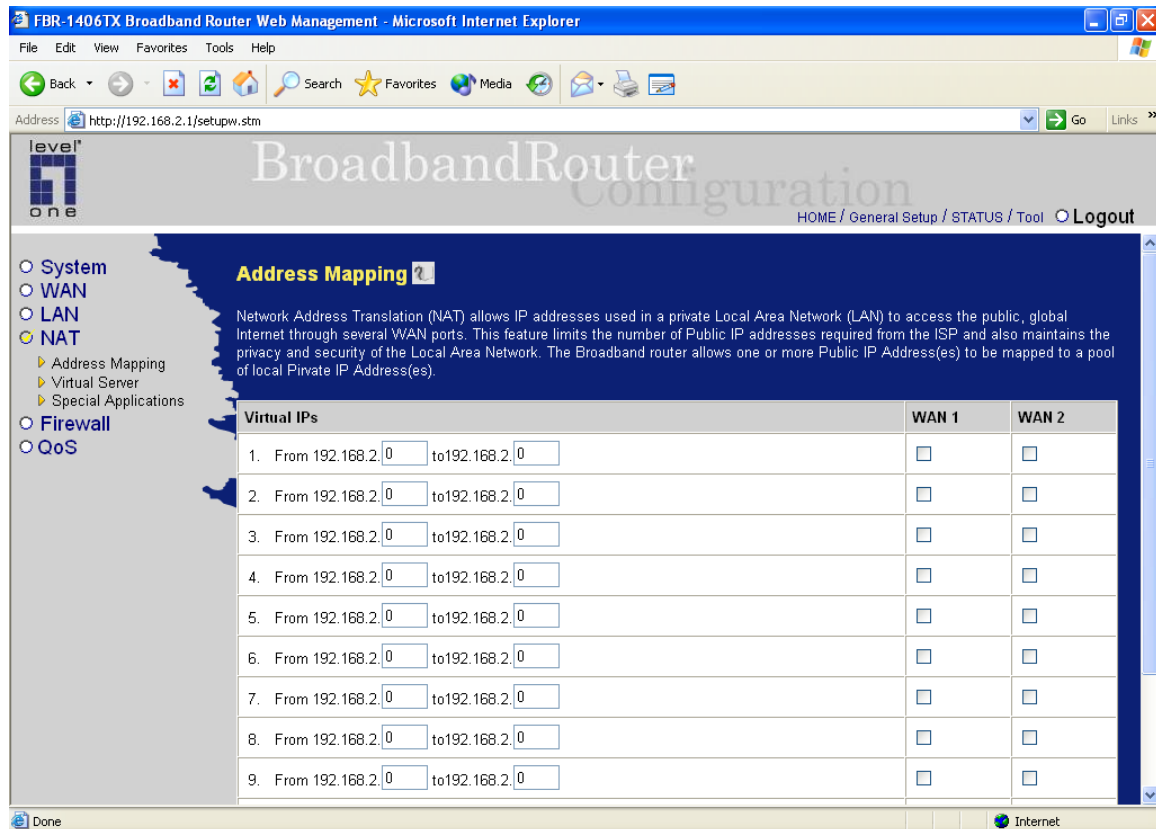 FBR-1406TX Broadband Router Web Management - Microsoft Internet Explorer
File Edit View Favorites Tools Help
Back Search Favorites Media
Address http://192.168.2.1/setupw.stm Go Links »
level one
BroadbandRouter
Configuration
HOME / General Setup / STATUS / Tool Logout
System
WAN
LAN
NAT
Address Mapping
Virtual Server
Special Applications
Firewall
QoS
Address Mapping
Network Address Translation (NAT) allows IP addresses used in a private Local Area Network (LAN) to access the public, global
Internet through several WAN ports. This feature limits the number of Public IP addresses required from the ISP and also maintains the
privacy and security of the Local Area Network. The Broadband router allows one or more Public IP Address(es) to be mapped to a pool
of local Pirvate IP Address(es).
Virtual IPs WAN 1 WAN 2
1. From 192.168.2. 0 to192.168.2. 0
2. From 192.168.2. 0 to192.168.2. 0
3. From 192.168.2. 0 to192.168.2. 0
4. From 192.168.2. 0 to192.168.2. 0
5. From 192.168.2. 0 to192.168.2. 0
6. From 192.168.2. 0 to192.168.2. 0
7. From 192.168.2. 0 to192.168.2. 0
8. From 192.168.2. 0 to192.168.2. 0
9. From 192.168.2. 0 to192.168.2. 0
Done Internet